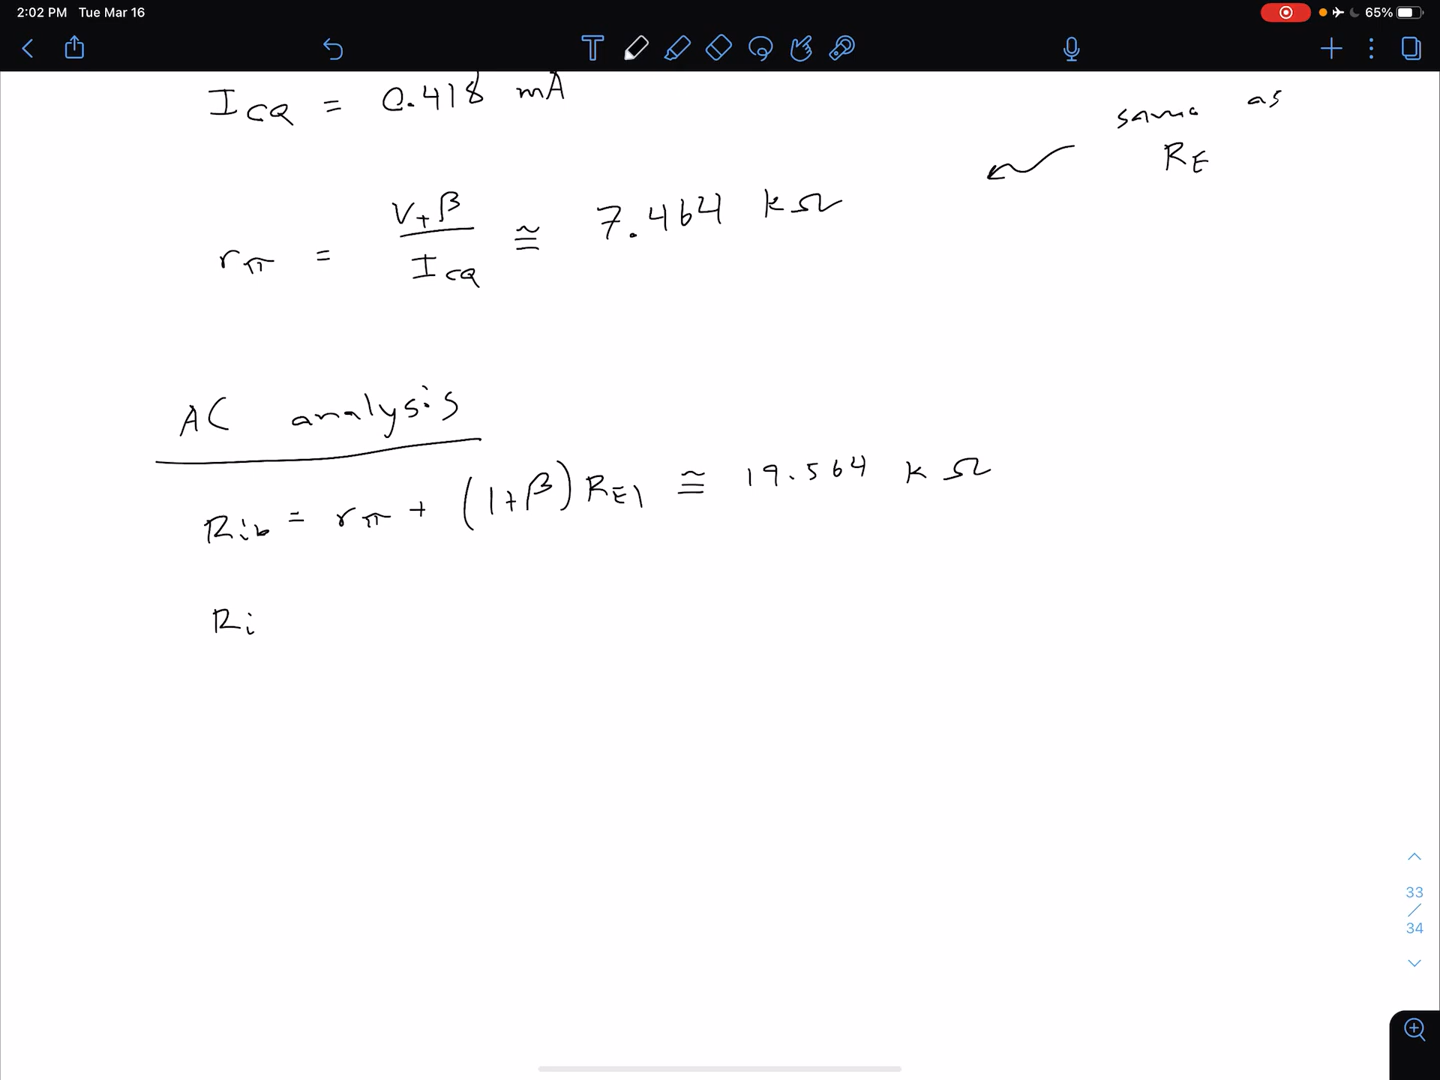 2:02 PM Tue Mar 16
65%
I_CQ = 0.418 mA
same as
R_E
r_π = V_T β / I_CQ ≅ 7.464 kΩ
AC analysis
R_ib = r_π + (1+β) R_E1 ≅ 19.564 kΩ
R_i
33
/
34